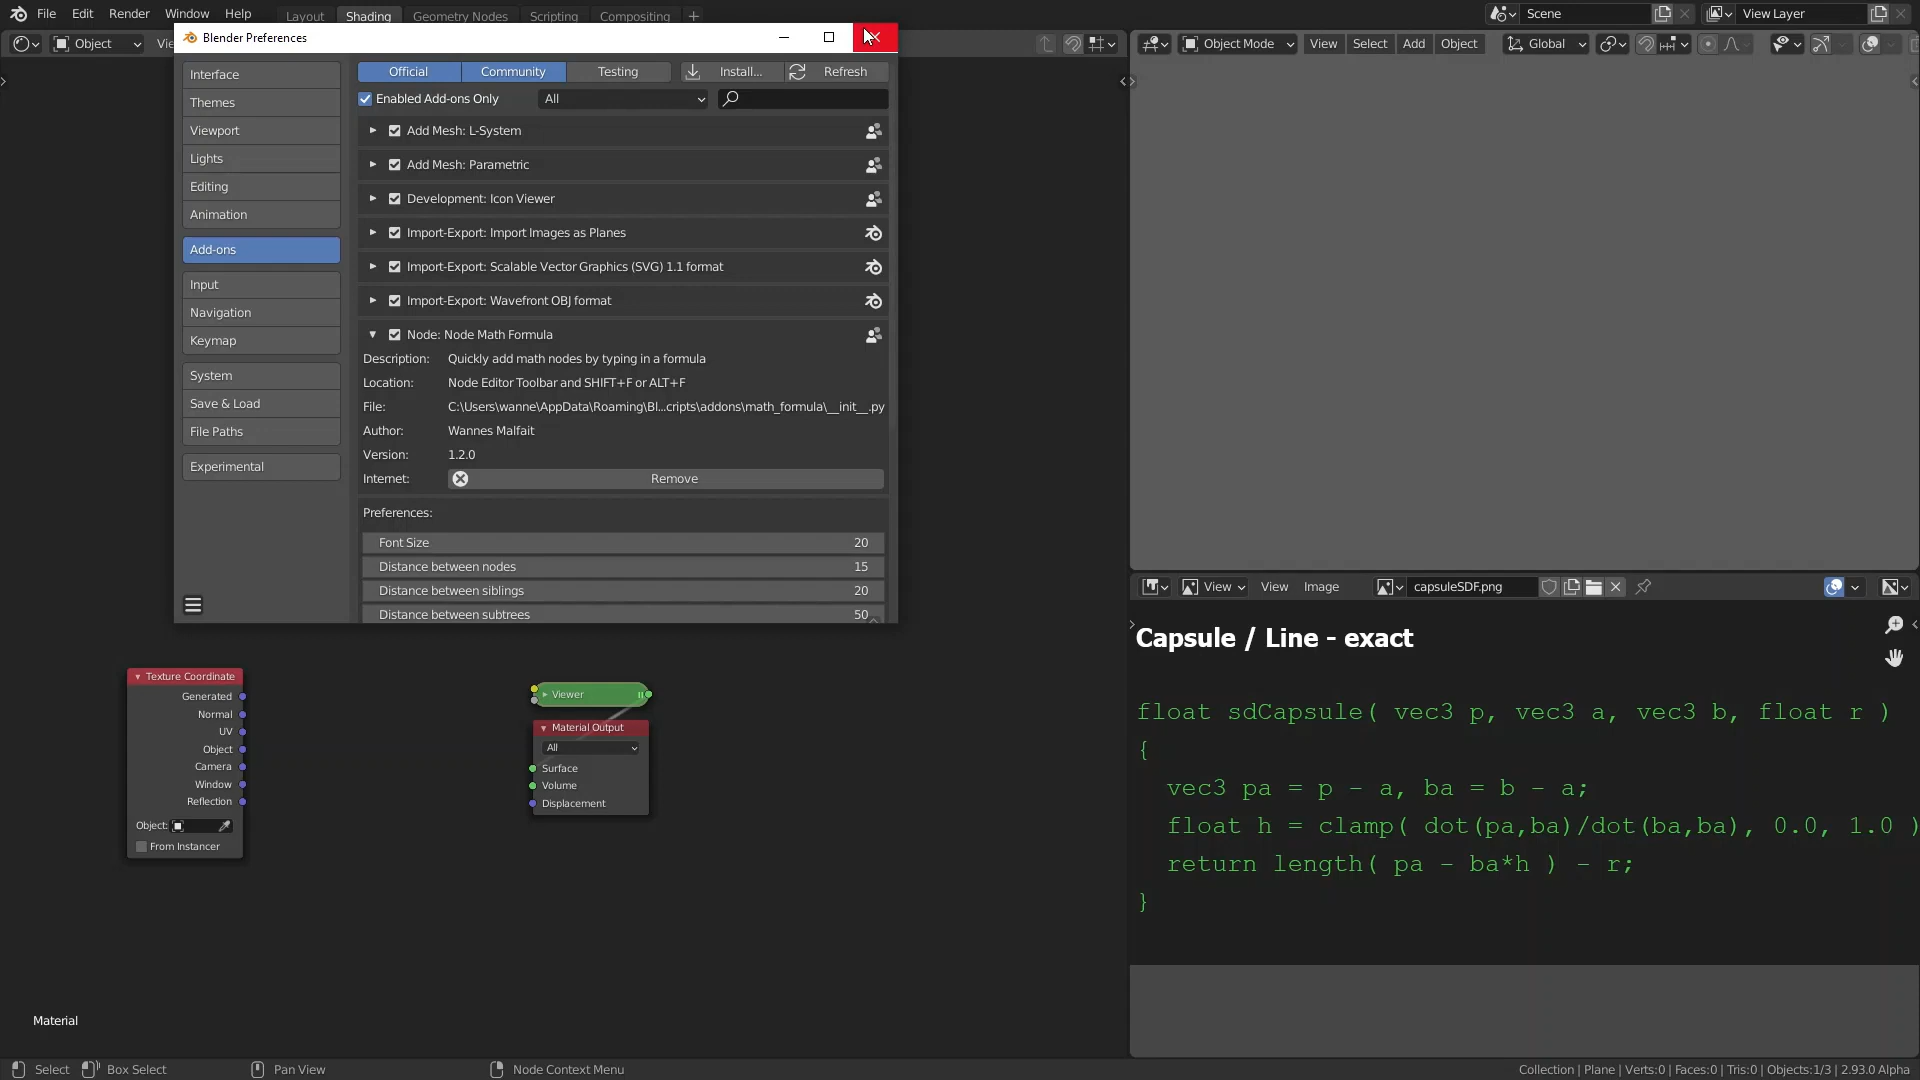 File Edit Render Window Help Layout Shading Geometry Nodes Scripting Compositing + Scene View Layer
Object
Object Mode View Select Add Object Global
Blender Preferences
Interface
Themes
Viewport
Lights
Editing
Animation
Add-ons
Input
Navigation
Keymap
System
Save & Load
File Paths
Experimental
Official Community Testing Install... Refresh
Enabled Add-ons Only All
Add Mesh: L-System
Add Mesh: Parametric
Development: Icon Viewer
Import-Export: Import Images as Planes
Import-Export: Scalable Vector Graphics (SVG) 1.1 format
Import-Export: Wavefront OBJ format
Node: Node Math Formula
Description: Quickly add math nodes by typing in a formula
Location: Node Editor Toolbar and SHIFT+F or ALT+F
File: C:\Users\wanne\AppData\Roaming\Bl...cripts\addons\math_formula\__init__.py
Author: Wannes Malfait
Version: 1.2.0
Internet: Remove
Preferences:
Font Size 20
Distance between nodes 15
Distance between siblings 20
Distance between subtrees 50
Texture Coordinate
Generated
Normal
UV
Object
Camera
Window
Reflection
Object:
From Instancer
Viewer
Material Output
All
Surface
Volume
Displacement
Material
View View Image capsuleSDF.png
Capsule / Line - exact
float sdCapsule( vec3 p, vec3 a, vec3 b, float r )
{
vec3 pa = p - a, ba = b - a;
float h = clamp( dot(pa,ba)/dot(ba,ba), 0.0, 1.0 )
return length( pa - ba*h ) - r;
}
Select Box Select Pan View Node Context Menu Collection | Plane | Verts:0 | Faces:0 | Tris:0 | Objects:1/3 | 2.93.0 Alpha